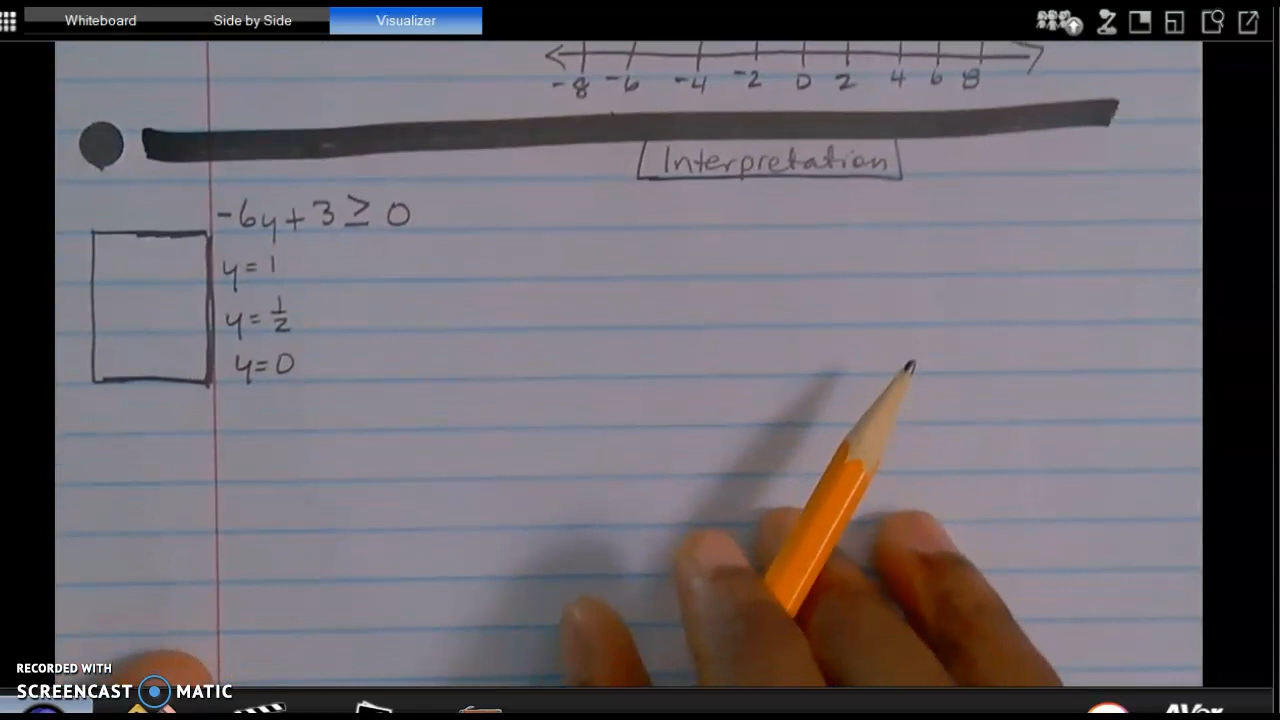 Whiteboard Side by Side Visualizer
-8 -6 -4 -2 0 2 4 6 8
Interpretation
-6y + 3 ≥ 0
y = 1
y = 1/2
y = 0
RECORDED WITH
SCREENCAST MATIC
AVer